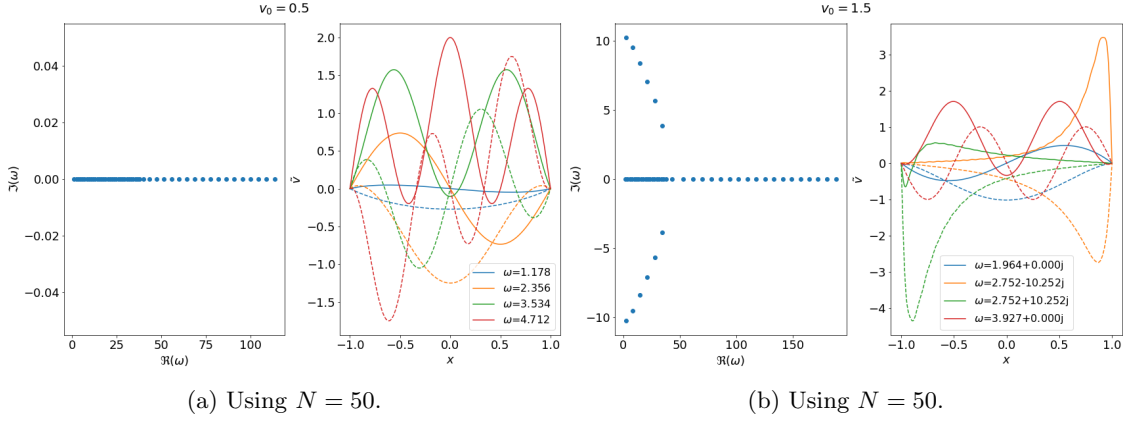 v₀ = 0.5
ℑ(ω)
0.04
0.02
0.00
−0.02
−0.04
0 25 50 75 100
ℜ(ω)
ṽ
2.0
1.5
1.0
0.5
0.0
−0.5
−1.0
−1.5
ω=1.178
ω=2.356
ω=3.534
ω=4.712
−1.0 −0.5 0.0 0.5 1.0
x
(a) Using N = 50.
v₀ = 1.5
ℑ(ω)
10
5
0
−5
−10
0 50 100 150
ℜ(ω)
ṽ
3
2
1
0
−1
−2
−3
−4
ω=1.964+0.000j
ω=2.752-10.252j
ω=2.752+10.252j
ω=3.927+0.000j
−1.0 −0.5 0.0 0.5 1.0
x
(b) Using N = 50.